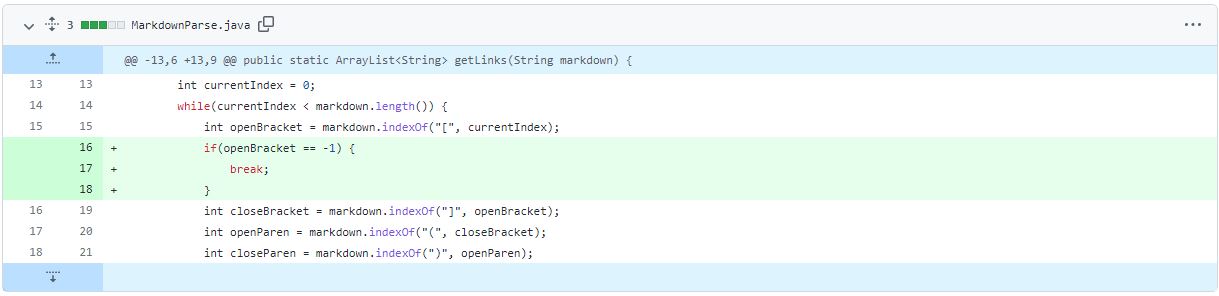 3 MarkdownParse.java
@@ -13,6 +13,9 @@ public static ArrayList<String> getLinks(String markdown) {
13 13 int currentIndex = 0;
14 14 while(currentIndex < markdown.length()) {
15 15 int openBracket = markdown.indexOf("[", currentIndex);
16 + if(openBracket == -1) {
17 + break;
18 + }
16 19 int closeBracket = markdown.indexOf("]", openBracket);
17 20 int openParen = markdown.indexOf("(", closeBracket);
18 21 int closeParen = markdown.indexOf(")", openParen);